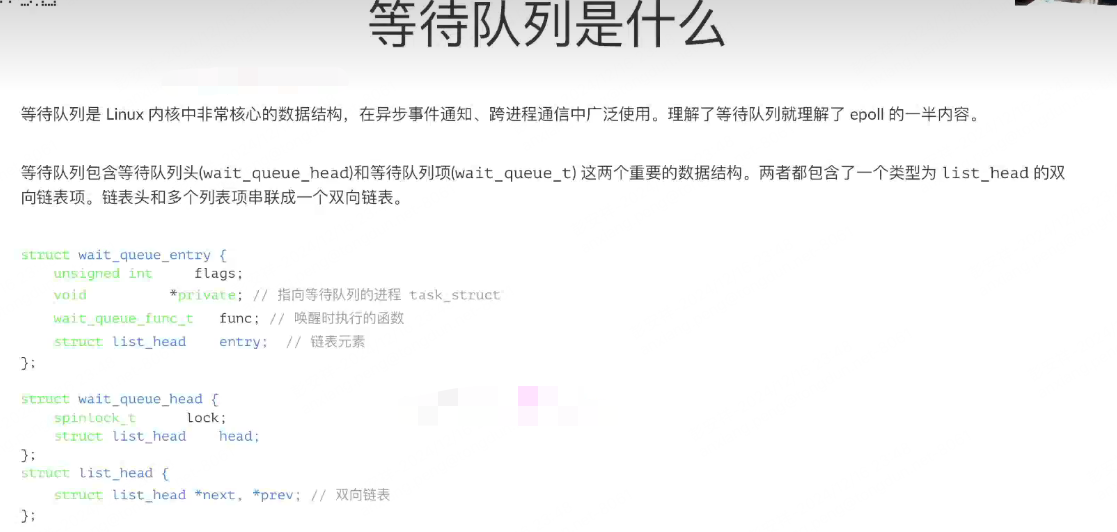 等待队列是什么
等待队列是 Linux 内核中非常核心的数据结构，在异步事件通知、跨进程通信中广泛使用。理解了等待队列就理解了 epoll 的一半内容。
等待队列包含等待队列头(wait_queue_head)和等待队列项(wait_queue_t) 这两个重要的数据结构。两者都包含了一个类型为 list_head 的双
向链表项。链表头和多个列表项串联成一个双向链表。
struct wait_queue_entry {
    unsigned int     flags;
    void          *private; // 指向等待队列的进程 task_struct
    wait_queue_func_t   func; // 唤醒时执行的函数
    struct list_head    entry;  // 链表元素
};
struct wait_queue_head {
    spinlock_t      lock;
    struct list_head    head;
};
struct list_head {
    struct list_head *next, *prev; // 双向链表
};